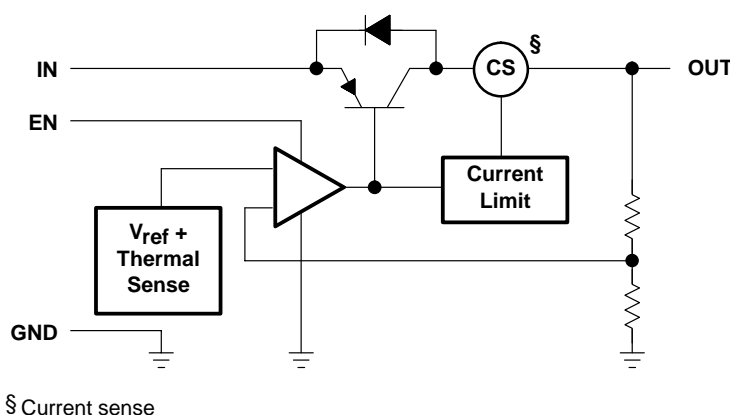 §
IN
CS
OUT
EN
Current
Limit
Vref +
Thermal
Sense
GND
§ Current sense